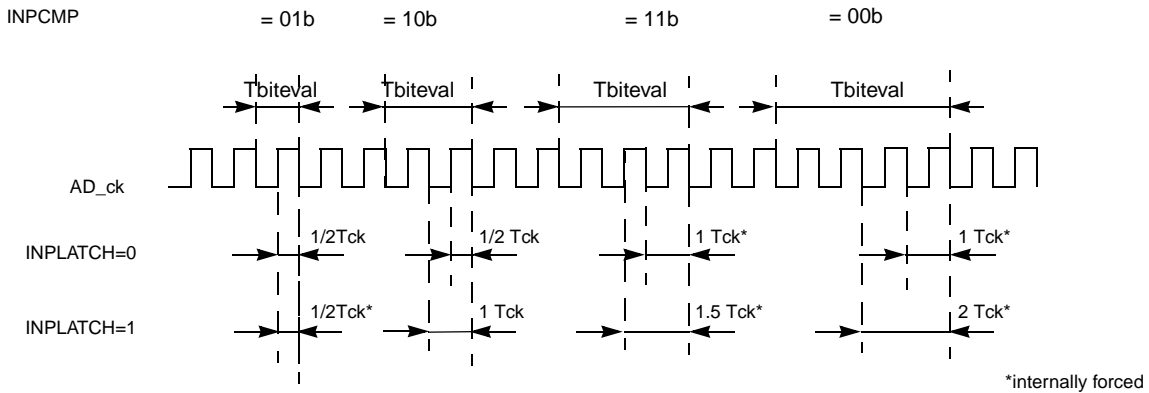 INPCMP = 01b = 10b = 11b = 00b
Tbiteval Tbiteval Tbiteval Tbiteval
AD_ck
INPLATCH=0 1/2Tck 1/2 Tck 1 Tck* 1 Tck*
INPLATCH=1 1/2Tck* 1 Tck 1.5 Tck* 2 Tck*
*internally forced